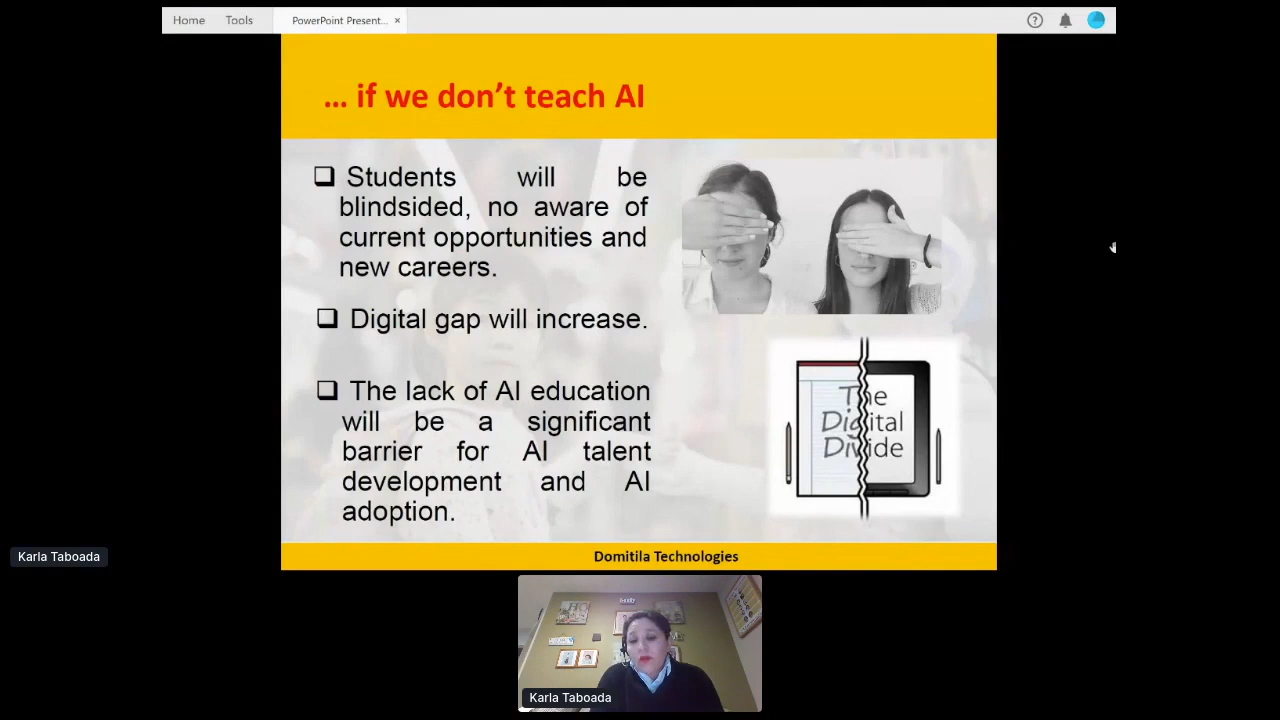 Home Tools PowerPoint Present... ×
... if we don't teach AI
❑ Students will be
blindsided, no aware of
current opportunities and
new careers.
❑ Digital gap will increase.
❑ The lack of AI education
will be a significant
barrier for AI talent
development and AI
adoption.
The
Digital
Divide
Domitila Technologies
Karla Taboada
Family
Karla Taboada